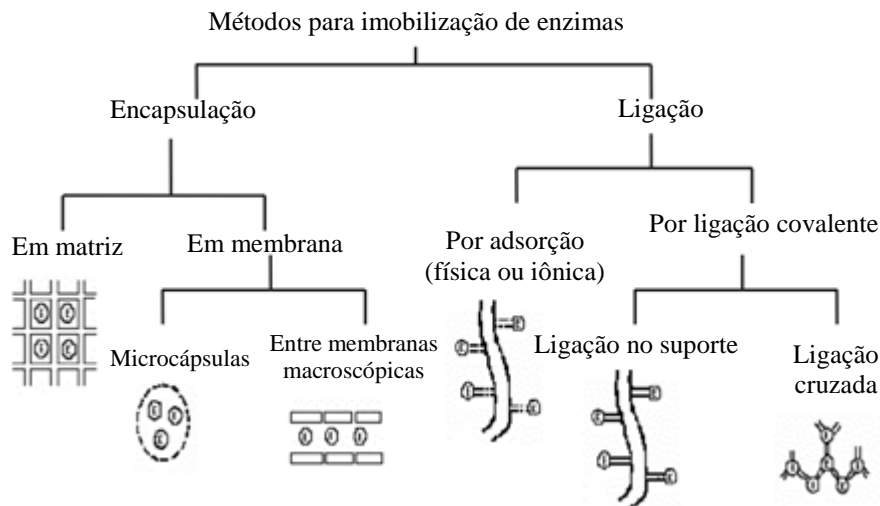 Métodos para imobilização de enzimas
Encapsulação
Ligação
Em matriz
Em membrana
Por adsorção
(física ou iônica)
Por ligação covalente
Microcápsulas
Entre membranas
macroscópicas
Ligação no suporte
Ligação
cruzada